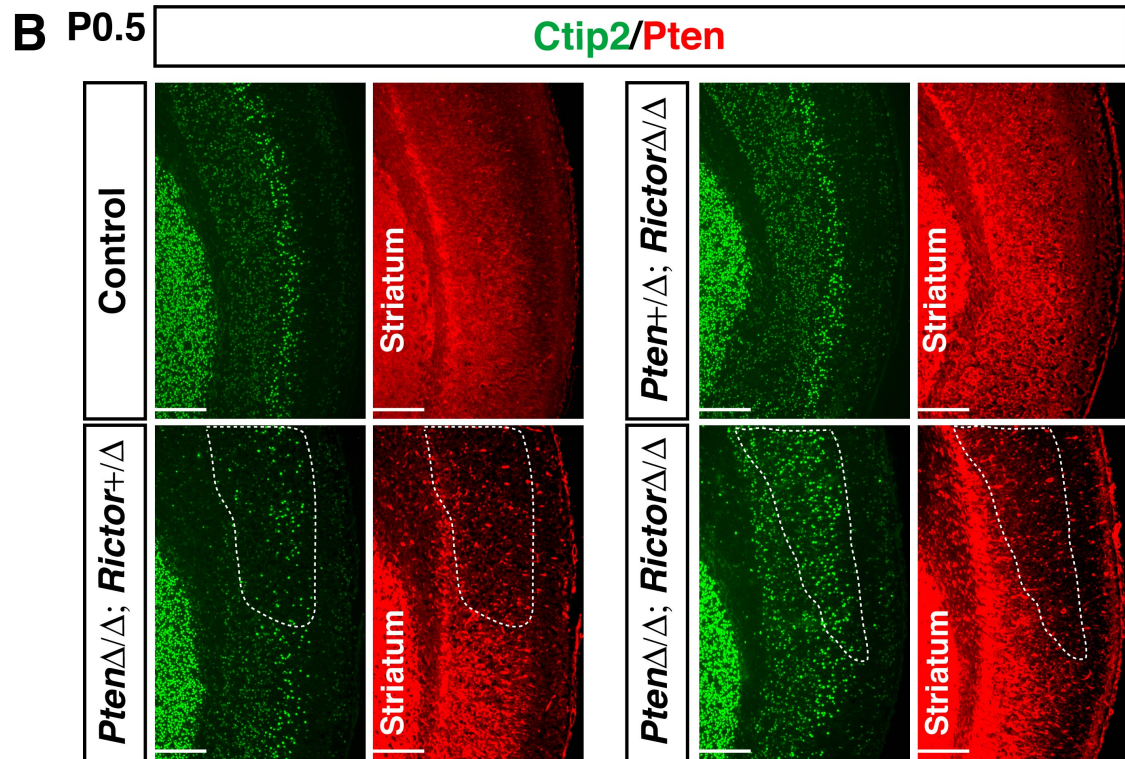 B P0.5
Ctip2/Pten
Control
Striatum
Pten+/Δ; RictorΔ/Δ
Striatum
PtenΔ/Δ; Rictor+/Δ
Striatum
PtenΔ/Δ; RictorΔ/Δ
Striatum